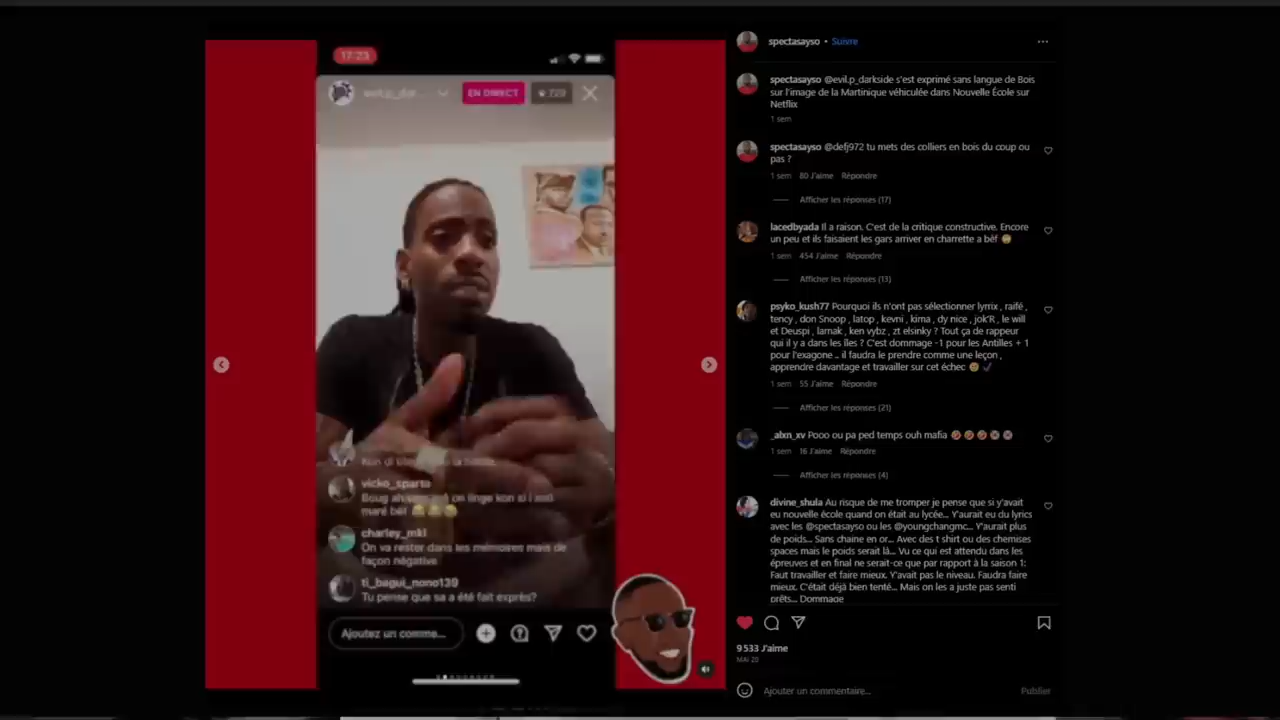 17:23
EN DIRECT
729
Ajoutez un comme...
vicko_sparta
maré bèf
charley_mkl
On va rester dans les mémoires mais de
façon négative
ti_bagui_nono139
Tu pense que sa a été fait exprès?
spectasayso • Suivre
spectasayso @evil.p_darkside s'est exprimé sans langue de Bois
sur l'image de la Martinique véhiculée dans Nouvelle École sur
Netflix
1 sem
spectasayso @defj972 tu mets des colliers en bois du coup ou
pas ?
1 sem 80 J'aime Répondre
Afficher les réponses (17)
lacedbyada Il a raison. C'est de la critique constructive. Encore
un peu et ils faisaient les gars arriver en charrette a bèf
1 sem 454 J'aime Répondre
Afficher les réponses (13)
psyko_kush77 Pourquoi ils n'ont pas sélectionner lyrrix , raifé ,
tency , don Snoop , latop , kevni , kima , dy nice , jok'R , le will
et Deuspi , larnak , ken vybz , zt elsinky ? Tout ça de rappeur
qui il y a dans les îles ? C'est dommage -1 pour les Antilles + 1
pour l'exagone .. il faudra le prendre comme une leçon ,
apprendre davantage et travailler sur cet échec
1 sem 55 J'aime Répondre
Afficher les réponses (21)
_alxn_xv Pooo ou pa ped temps ouh mafia
1 sem 16 J'aime Répondre
Afficher les réponses (4)
divine_shula Au risque de me tromper je pense que si y'avait
eu nouvelle école quand on était au lycée... Y'aurait eu du lyrics
avec les @spectasayso ou les @youngchangmc... Y'aurait plus
de poids... Sans chaine en or... Avec des t shirt ou des chemises
spaces mais le poids serait là... Vu ce qui est attendu dans les
épreuves et en final ne serait-ce que par rapport à la saison 1:
Faut travailler et faire mieux. Y'avait pas le niveau. Faudra faire
mieux. C'était déjà bien tenté... Mais on les a juste pas senti
prêts... Dommage
9 533 J'aime
MAI 20
Ajouter un commentaire...
Publier